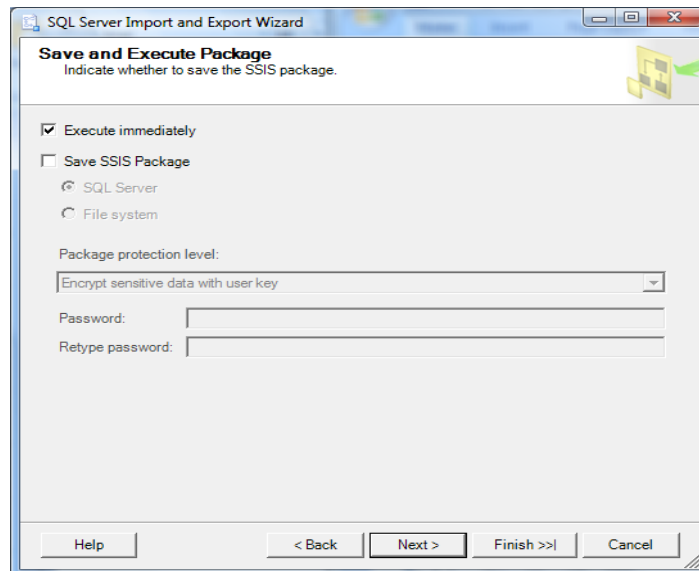 SQL Server Import and Export Wizard
Save and Execute Package
Indicate whether to save the SSIS package.
Execute immediately
Save SSIS Package
SQL Server
File system
Package protection level:
Encrypt sensitive data with user key
Password:
Retype password:
Help < Back Next > Finish >>| Cancel